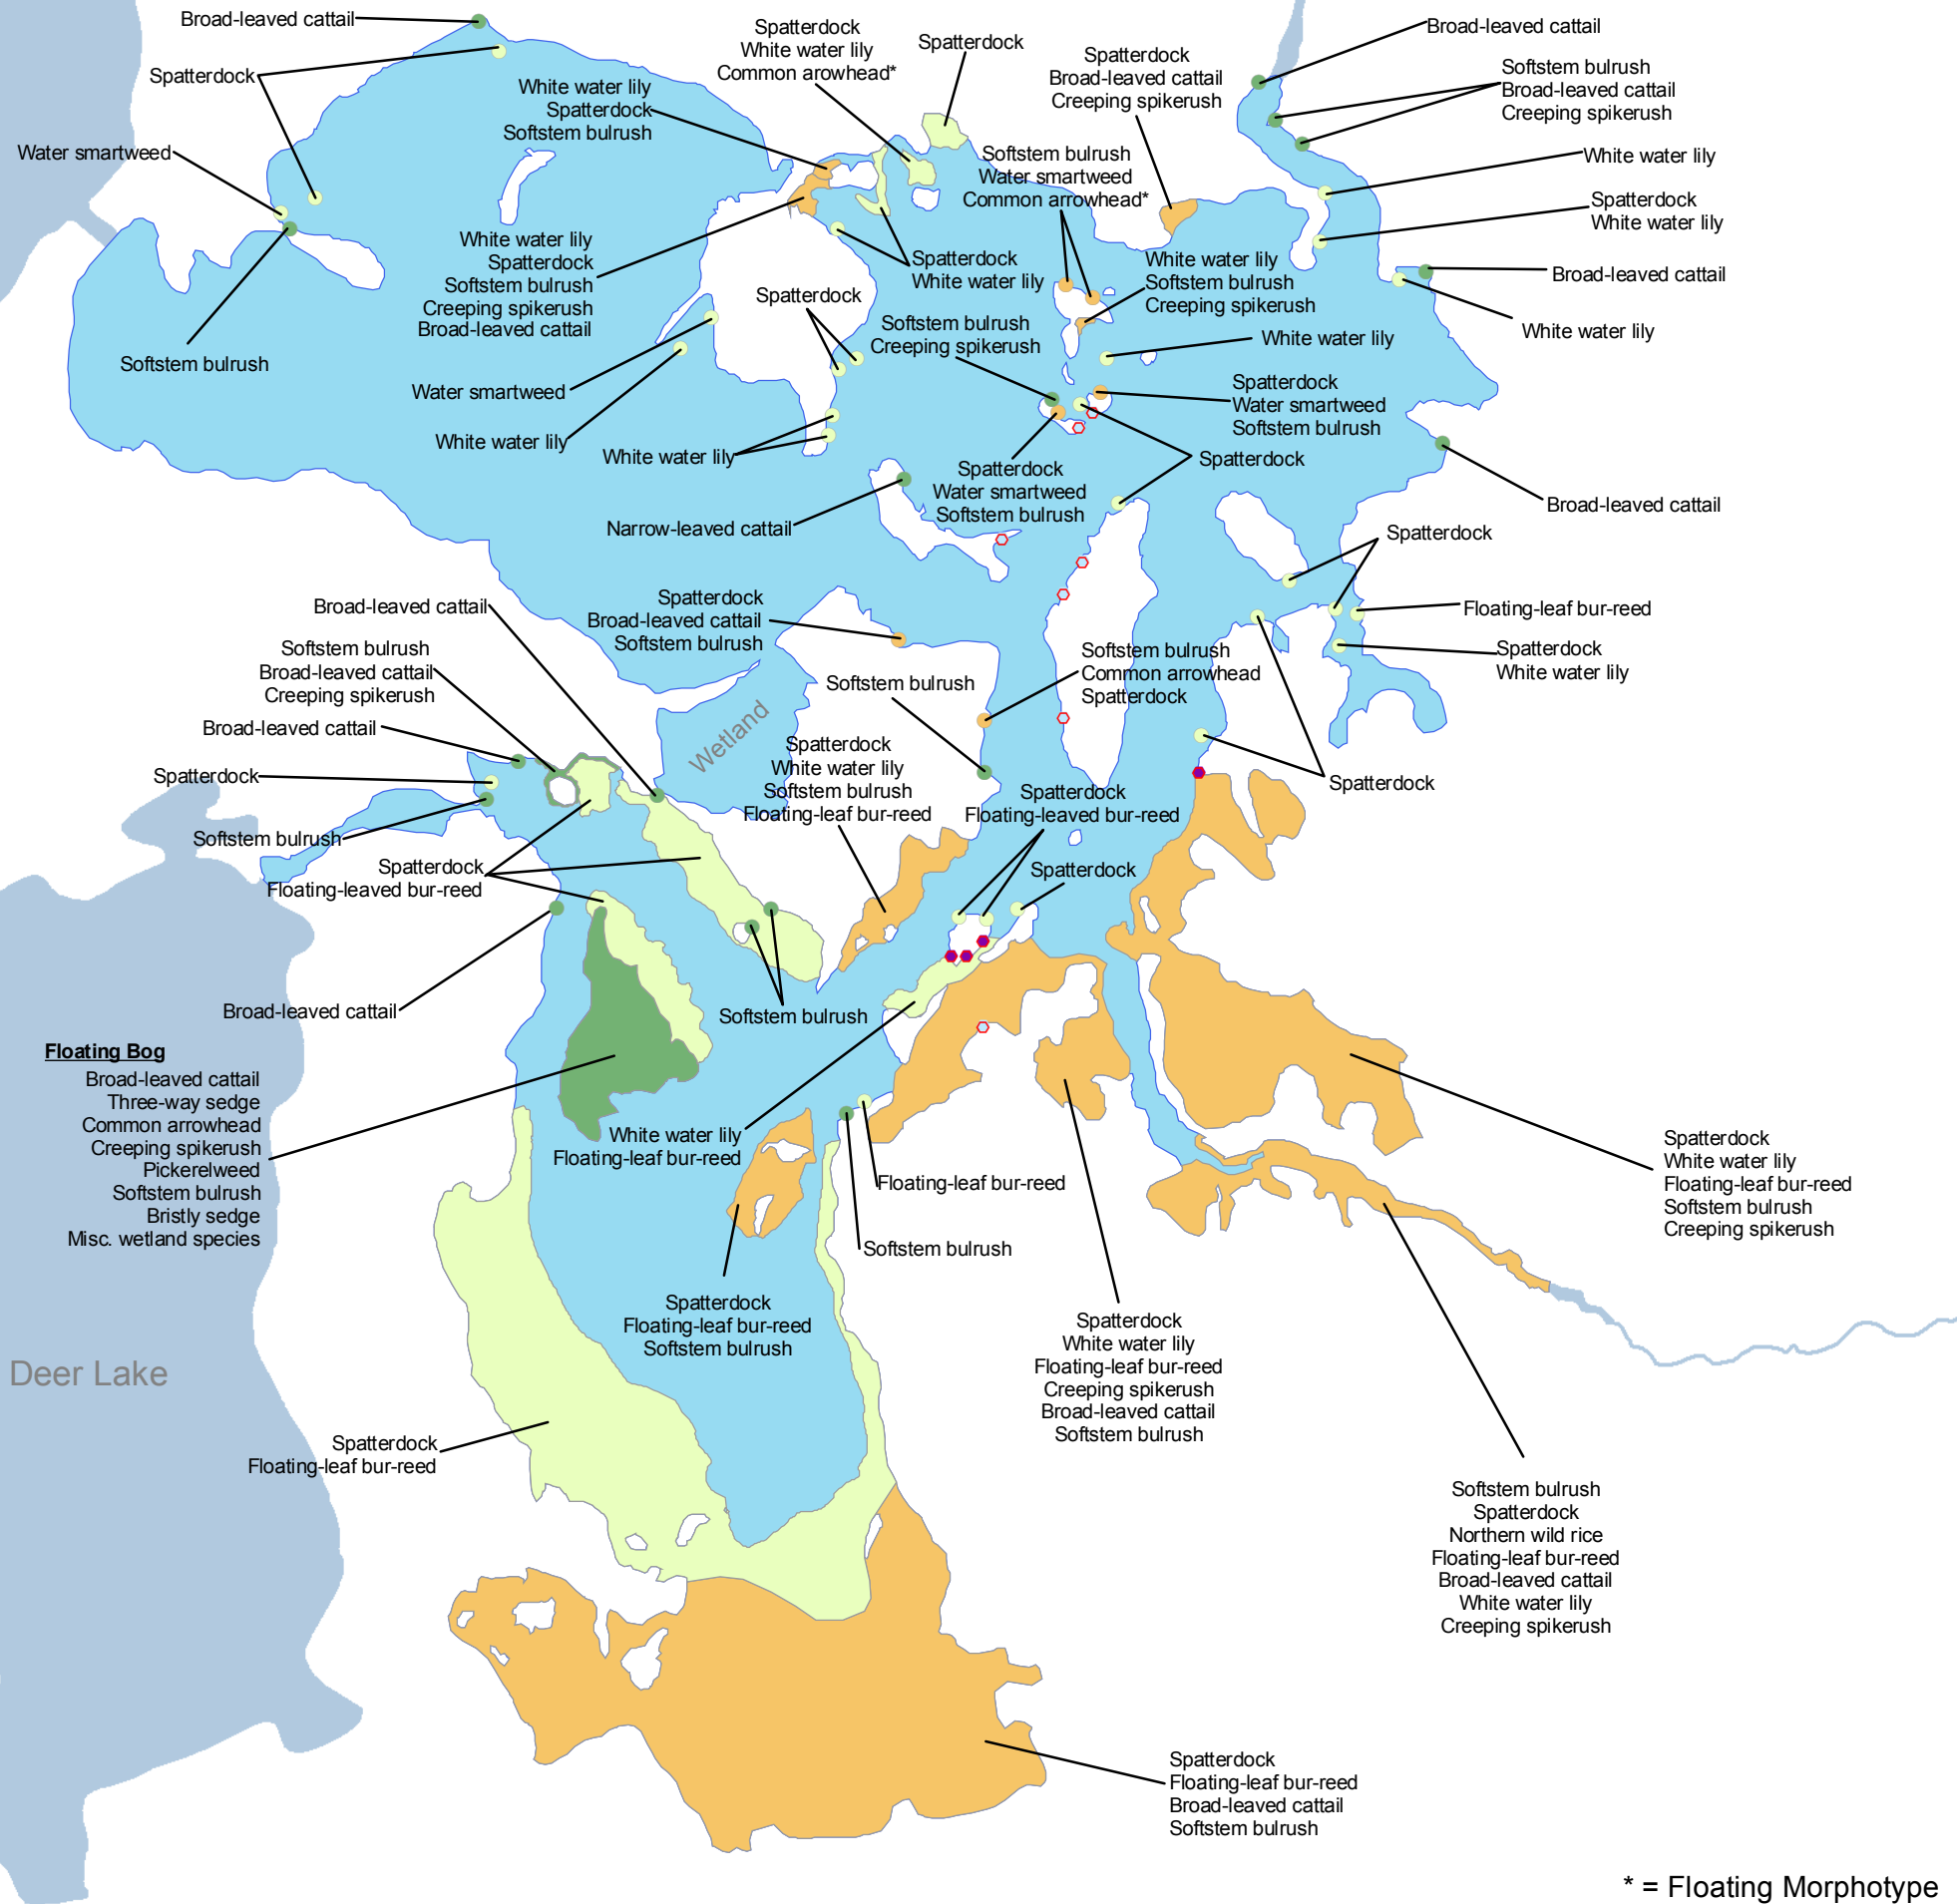 Broad-leaved cattail
Spatterdock
Water smartweed
Softstem bulrush
White water lily
Spatterdock
Softstem bulrush
Spatterdock
White water lily
Common arowhead*
Spatterdock
Spatterdock
Broad-leaved cattail
Creeping spikerush
Broad-leaved cattail
Softstem bulrush
Broad-leaved cattail
Creeping spikerush
White water lily
Spatterdock
White water lily
Broad-leaved cattail
White water lily
Softstem bulrush
Water smartweed
Common arrowhead*
White water lily
Spatterdock
Softstem bulrush
Creeping spikerush
Broad-leaved cattail
Spatterdock
White water lily
White water lily
Softstem bulrush
Creeping spikerush
Spatterdock
Softstem bulrush
Creeping spikerush
White water lily
Water smartweed
White water lily
White water lily
Spatterdock
Water smartweed
Softstem bulrush
Spatterdock
Water smartweed
Softstem bulrush
Spatterdock
Narrow-leaved cattail
Broad-leaved cattail
Spatterdock
Floating-leaf bur-reed
Spatterdock
White water lily
Spatterdock
Broad-leaved cattail
Spatterdock
Broad-leaved cattail
Softstem bulrush
Softstem bulrush
Broad-leaved cattail
Creeping spikerush
Broad-leaved cattail
Spatterdock
Softstem bulrush
Spatterdock
Floating-leaved bur-reed
Wetland
Softstem bulrush
Softstem bulrush
Common arrowhead
Spatterdock
Spatterdock
White water lily
Softstem bulrush
Floating-leaf bur-reed
Spatterdock
Floating-leaved bur-reed
Spatterdock
Broad-leaved cattail
Softstem bulrush
Floating Bog
Broad-leaved cattail
Three-way sedge
Common arrowhead
Creeping spikerush
Pickerelweed
Softstem bulrush
Bristly sedge
Misc. wetland species
White water lily
Floating-leaf bur-reed
Floating-leaf bur-reed
Softstem bulrush
Spatterdock
White water lily
Floating-leaf bur-reed
Softstem bulrush
Creeping spikerush
Spatterdock
Floating-leaf bur-reed
Softstem bulrush
Spatterdock
White water lily
Floating-leaf bur-reed
Creeping spikerush
Broad-leaved cattail
Softstem bulrush
Deer Lake
Spatterdock
Floating-leaf bur-reed
Softstem bulrush
Spatterdock
Northern wild rice
Floating-leaf bur-reed
Broad-leaved cattail
White water lily
Creeping spikerush
Spatterdock
Floating-leaf bur-reed
Broad-leaved cattail
Softstem bulrush
* = Floating Morphotype